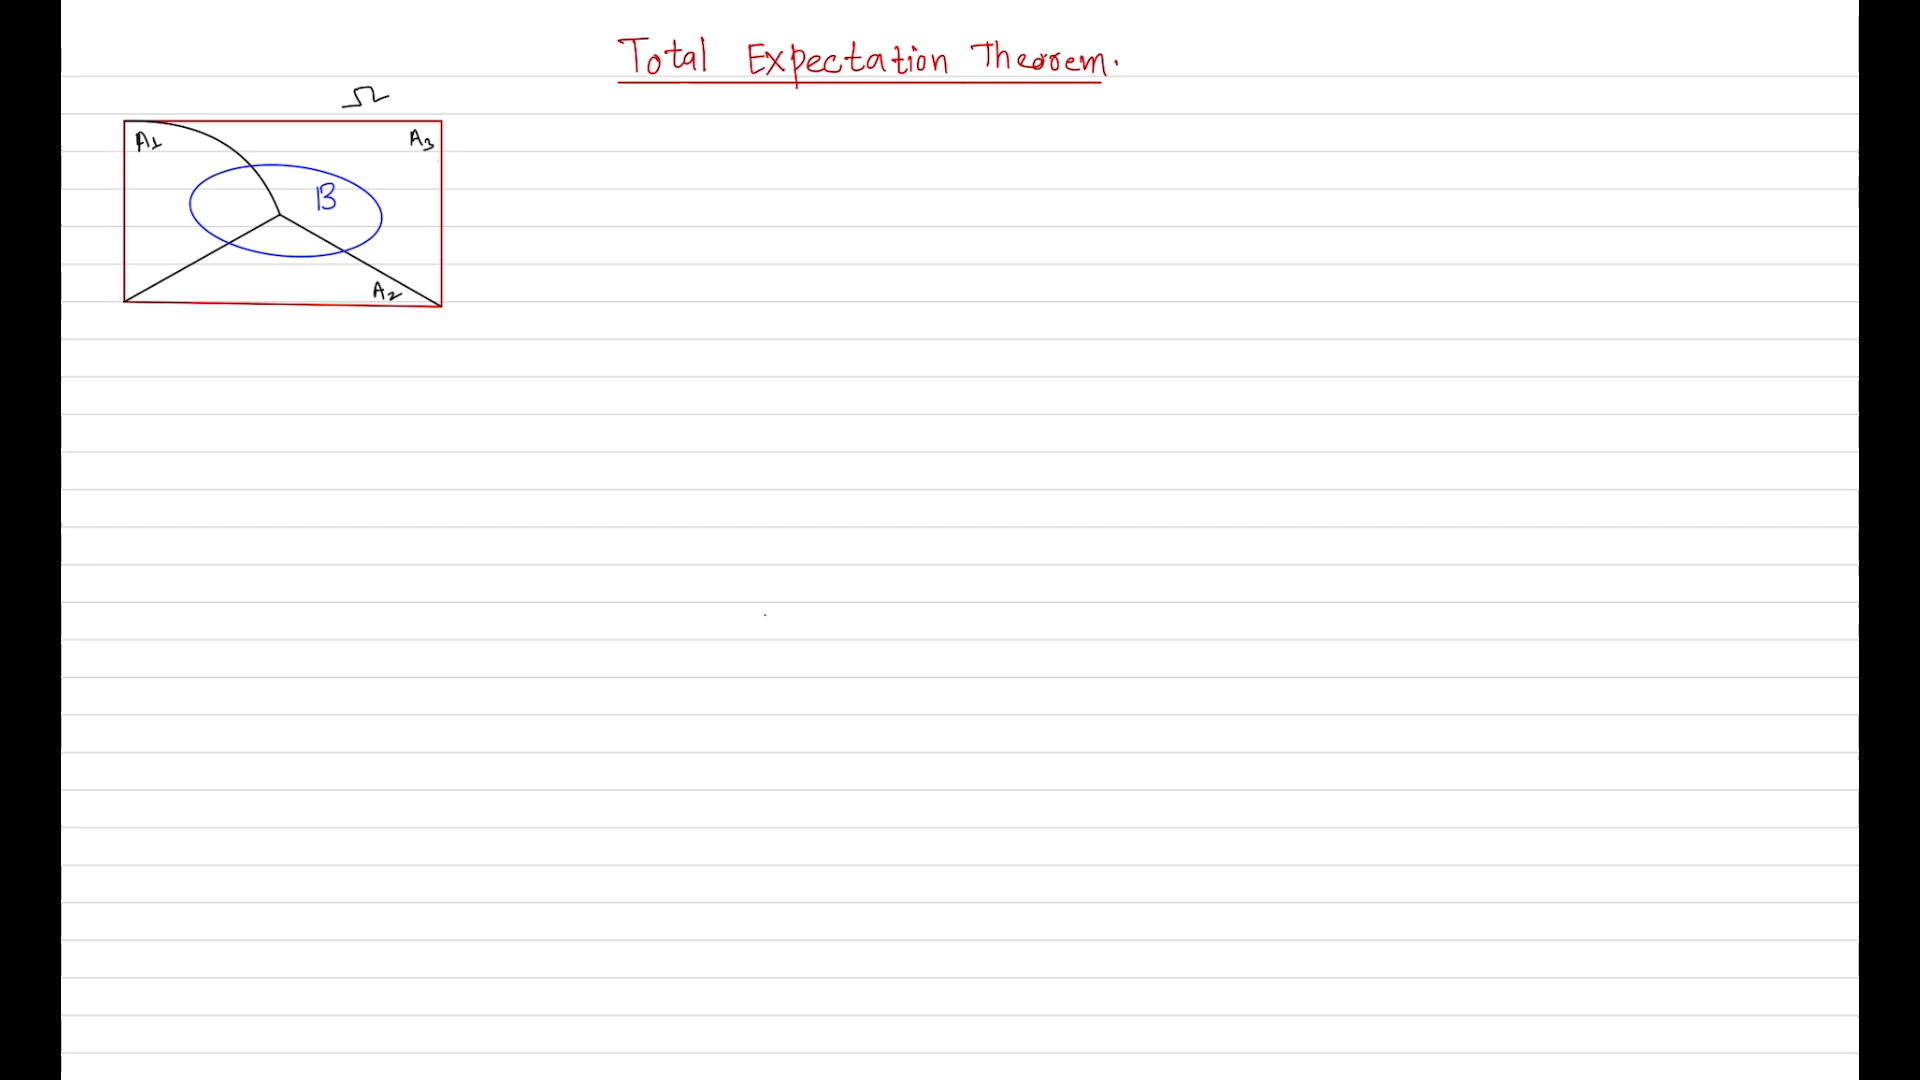 Total Expectation Theorem.
Ω
A1 A3
B
A2